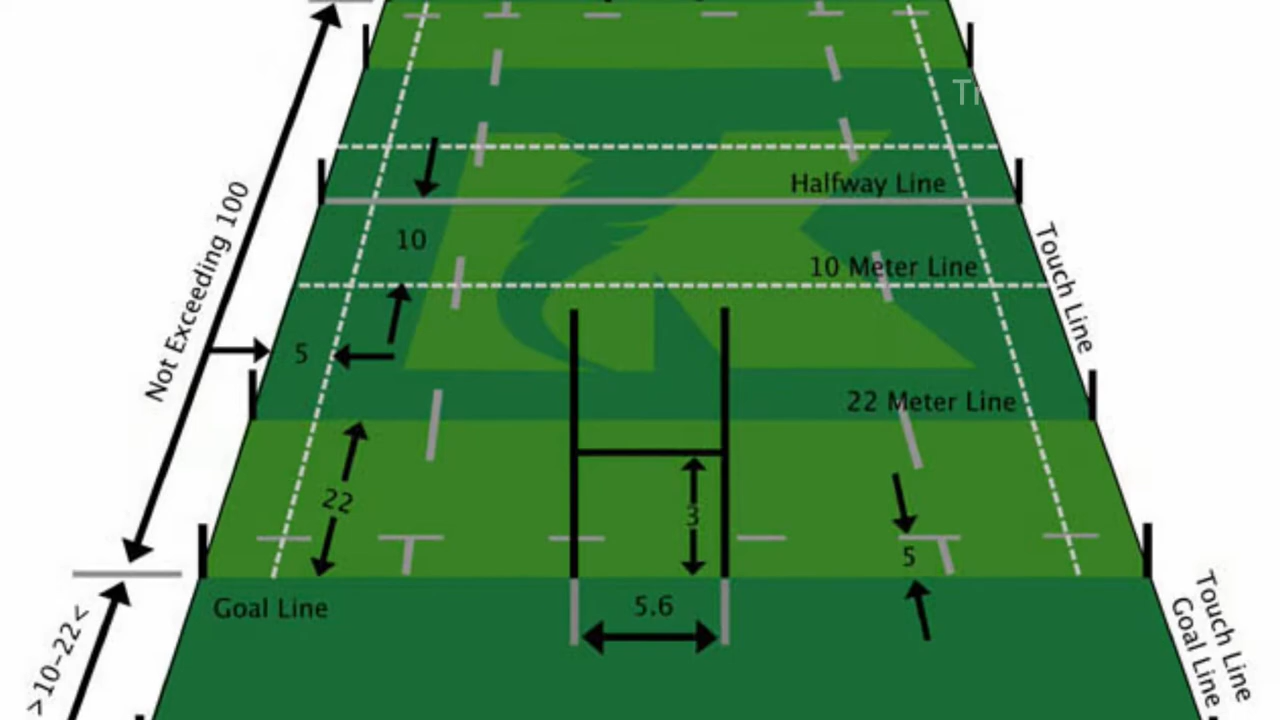 Tr
Halfway Line
Not Exceeding 100
10
Touch Line
10 Meter Line
5
22 Meter Line
22
3
5
5.6
Goal Line
>10-22<
Touch Line
Goal Line